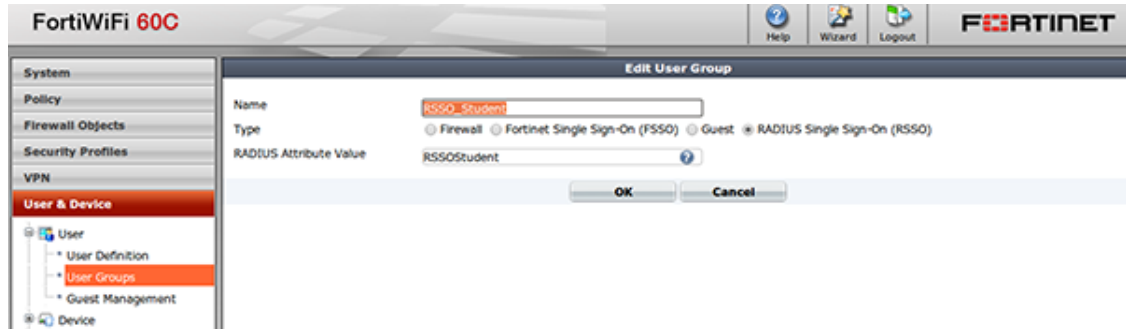 FortiWiFi 60C
Help
Wizard
Logout
FORTINET
System
Policy
Firewall Objects
Security Profiles
VPN
User & Device
User
User Definition
User Groups
Guest Management
Device
Edit User Group
Name
RSSO_Student
Type
Firewall Fortinet Single Sign-On (FSSO) Guest RADIUS Single Sign-On (RSSO)
RADIUS Attribute Value
RSSOStudent
OK Cancel